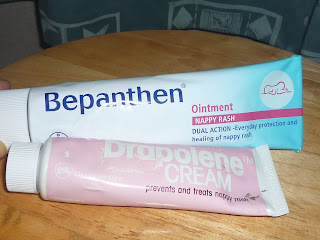 Bepanthen®
Ointment
NAPPY RASH
DUAL ACTION -Everyday protection and
healing of nappy rash
Drapolene™
CREAM
prevents and treats nappy rash